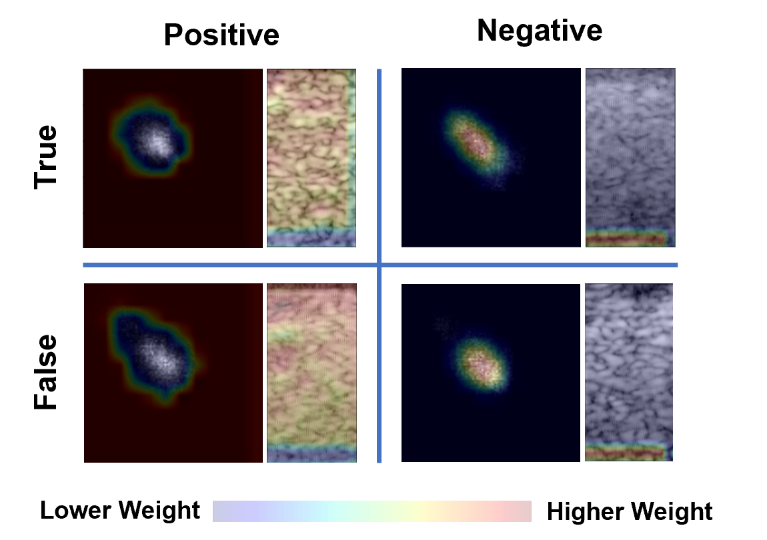 Positive
Negative
True
False
Lower Weight
Higher Weight